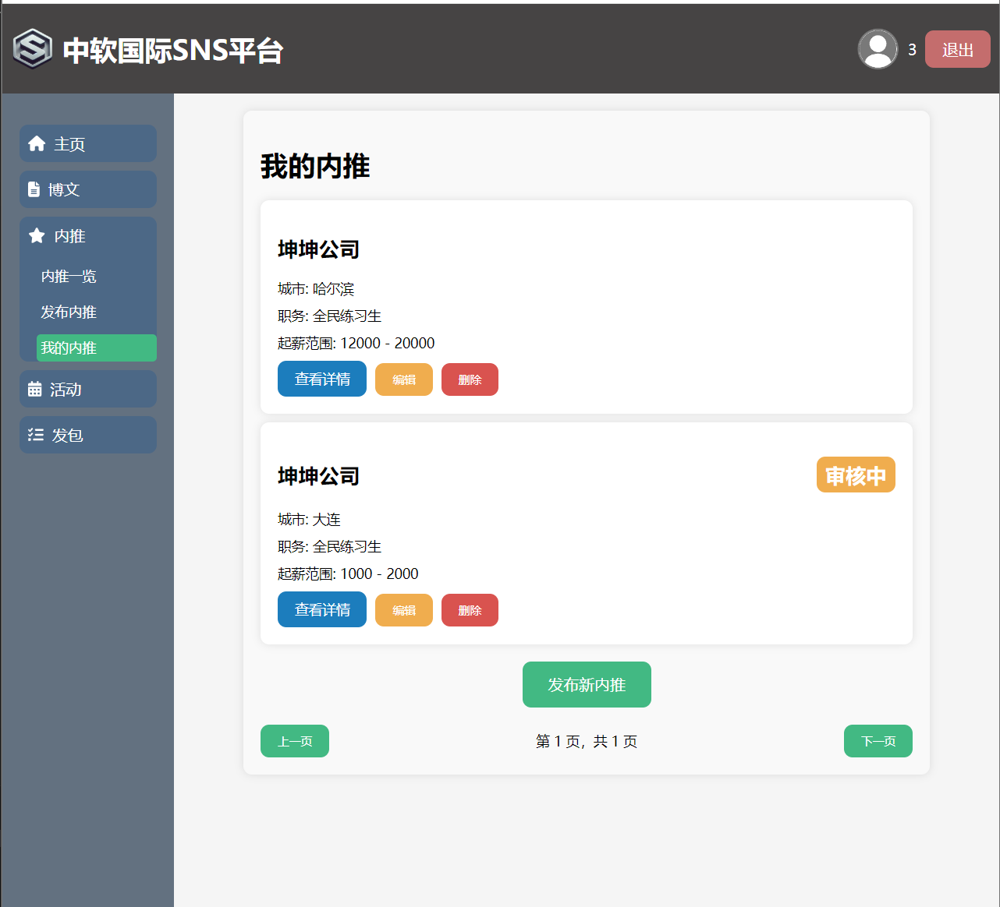 中软国际SNS平台
3
退出
主页
博文
内推
内推一览
发布内推
我的内推
活动
发包
我的内推
坤坤公司
城市: 哈尔滨
职务: 全民练习生
起薪范围: 12000 - 20000
查看详情 编辑 删除
坤坤公司
审核中
城市: 大连
职务: 全民练习生
起薪范围: 1000 - 2000
查看详情 编辑 删除
发布新内推
上一页 第 1 页，共 1 页 下一页